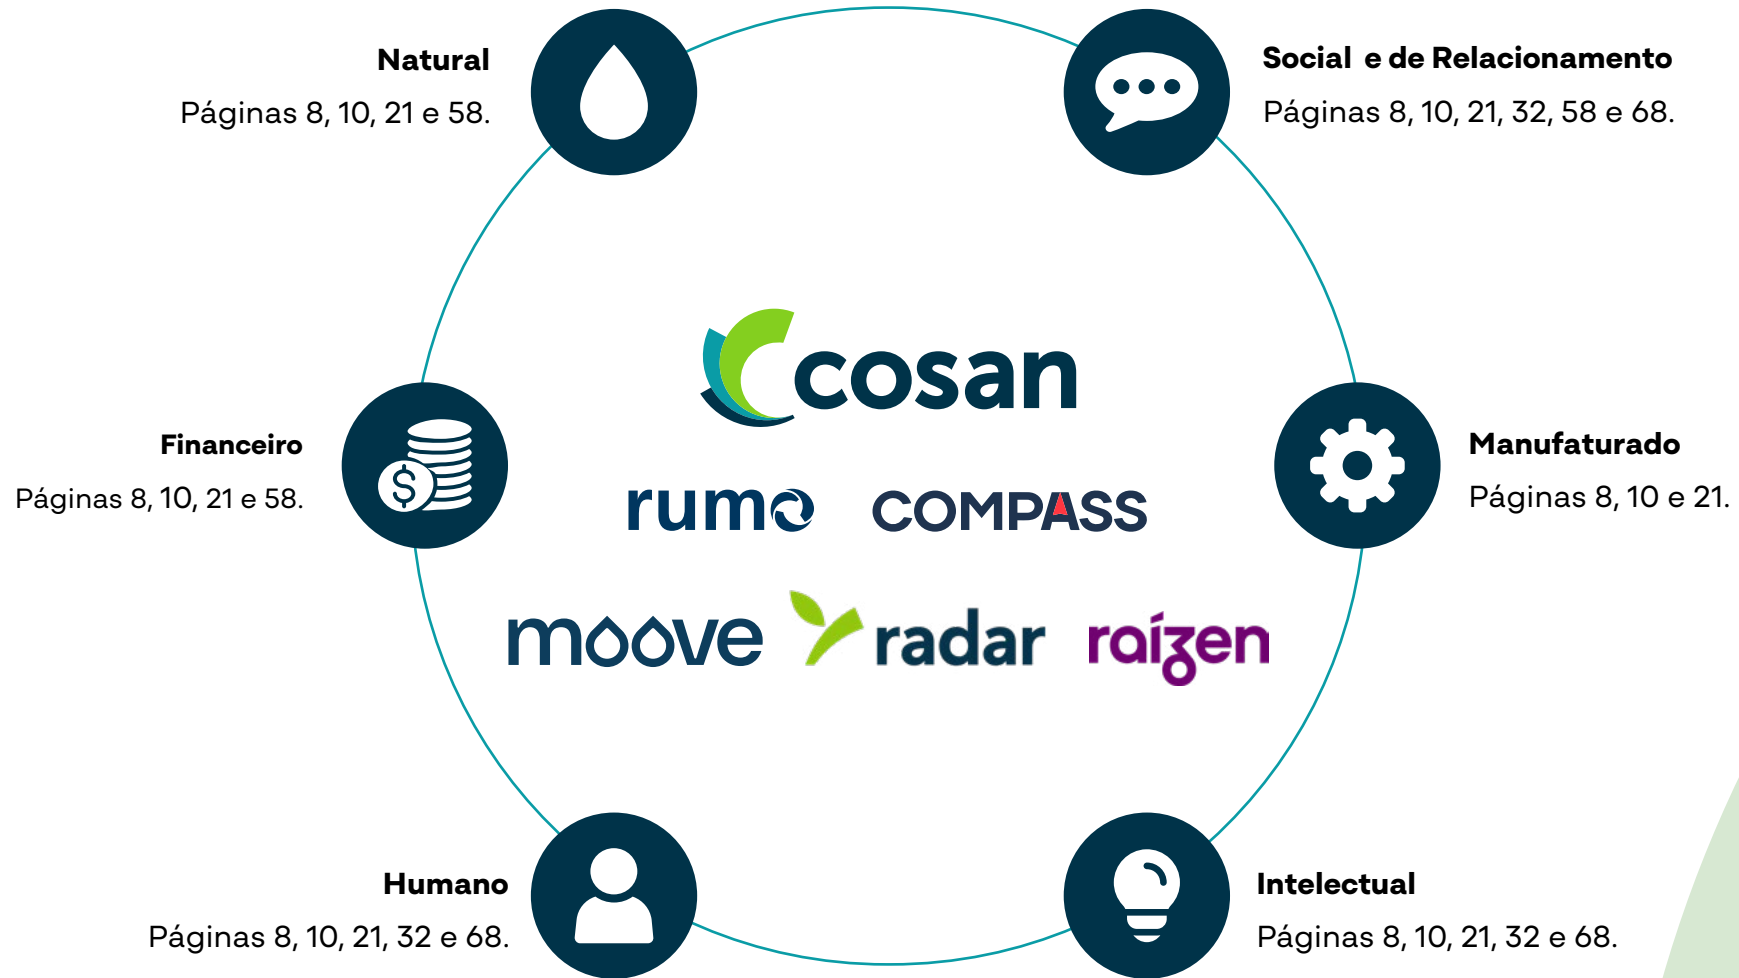 Natural
Páginas 8, 10, 21 e 58.
Social e de Relacionamento
Páginas 8, 10, 21, 32, 58 e 68.
cosan
Financeiro
Páginas 8, 10, 21 e 58.
$
rumo
COMPASS
Manufaturado
Páginas 8, 10 e 21.
moove
radar
raízen
Humano
Páginas 8, 10, 21, 32 e 68.
Intelectual
Páginas 8, 10, 21, 32 e 68.